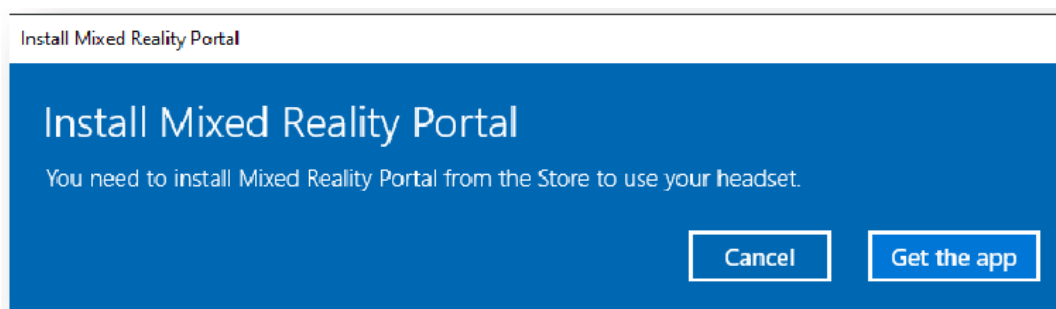 Install Mixed Reality Portal
Install Mixed Reality Portal
You need to install Mixed Reality Portal from the Store to use your headset.
Cancel Get the app